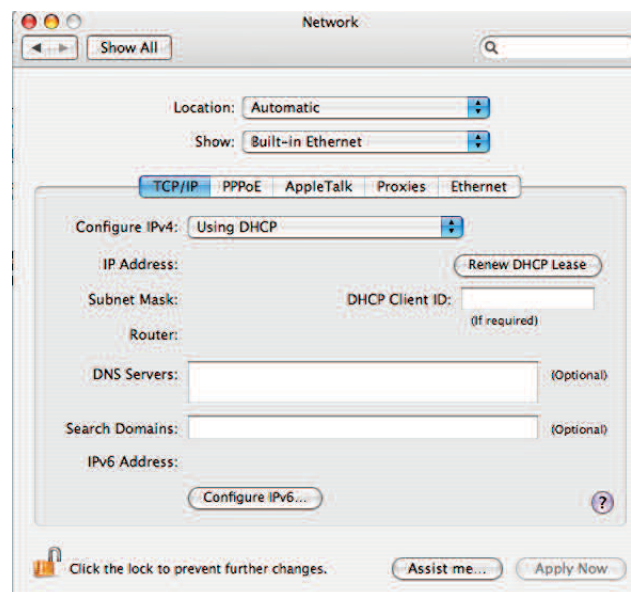 Network
Show All
Location: Automatic
Show: Built-in Ethernet
TCP/IP PPPoE AppleTalk Proxies Ethernet
Configure IPv4: Using DHCP
IP Address: Renew DHCP Lease
Subnet Mask: DHCP Client ID:
(If required)
Router:
DNS Servers: (Optional)
Search Domains: (Optional)
IPv6 Address:
Configure IPv6...
?
Click the lock to prevent further changes. Assist me... Apply Now